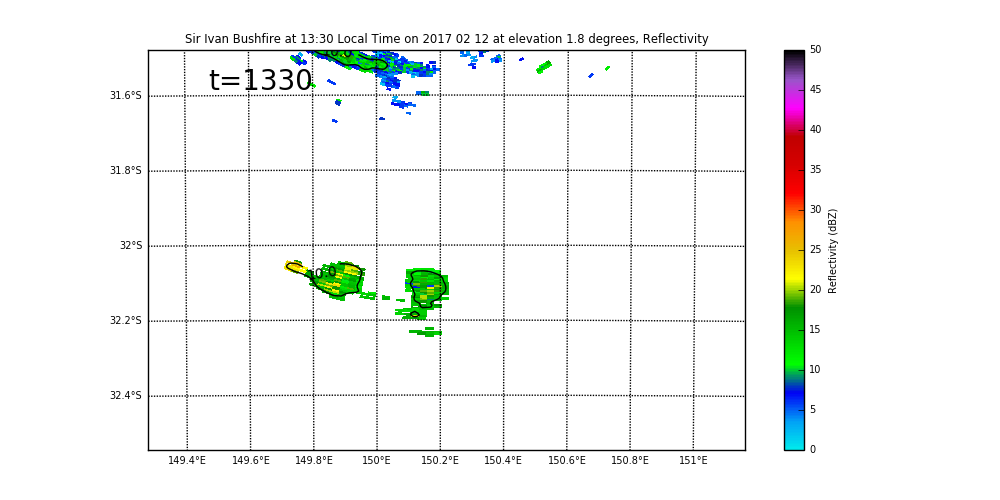 Sir Ivan Bushfire at 13:30 Local Time on 2017 02 12 at elevation 1.8 degrees, Reflectivity
t=1330
31.6°S
31.8°S
32°S
32.2°S
32.4°S
149.4°E 149.6°E 149.8°E 150°E 150.2°E 150.4°E 150.6°E 150.8°E 151°E
50
45
40
35
30
25
20
15
10
5
0
Reflectivity (dBZ)